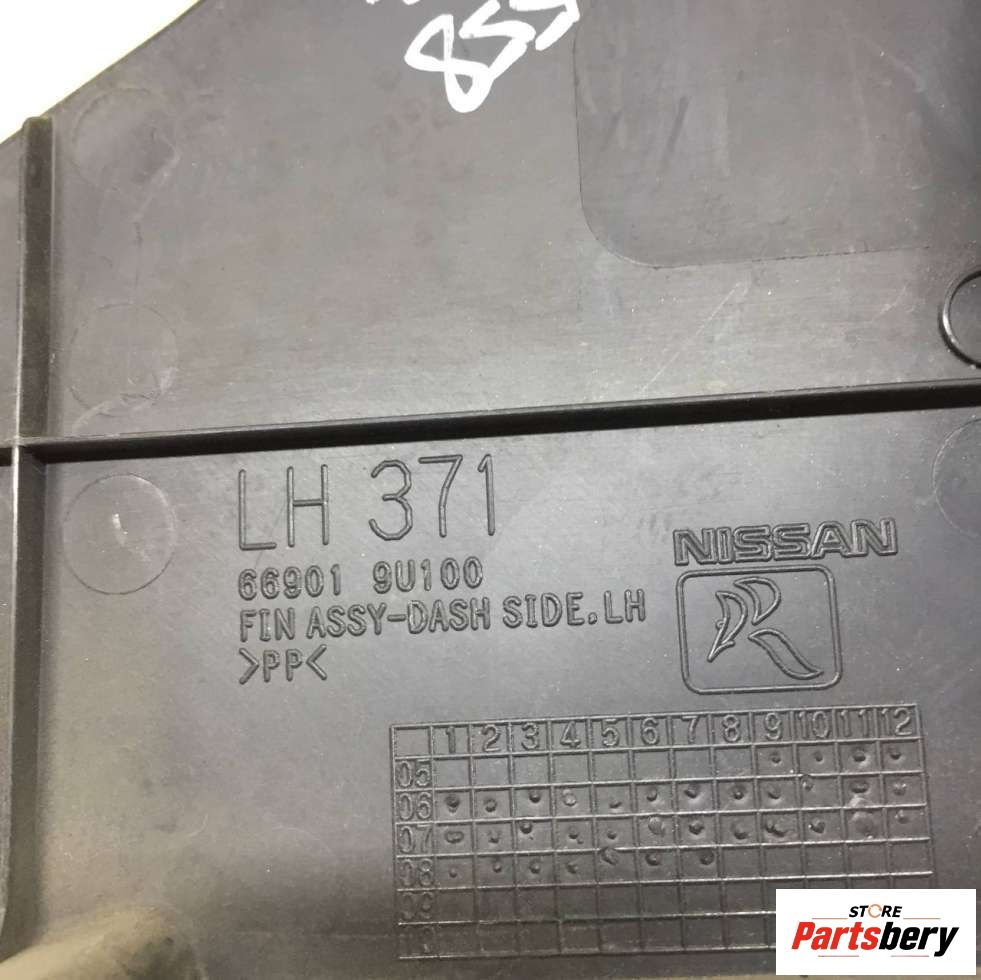 855
LH 371
66901 9U100
FIN ASSY-DASH SIDE, LH
>PP<
NISSAN
1 2 3 4 5 6 7 8 9 10 11 12
05
06
07
08
09
STORE
Partsbery